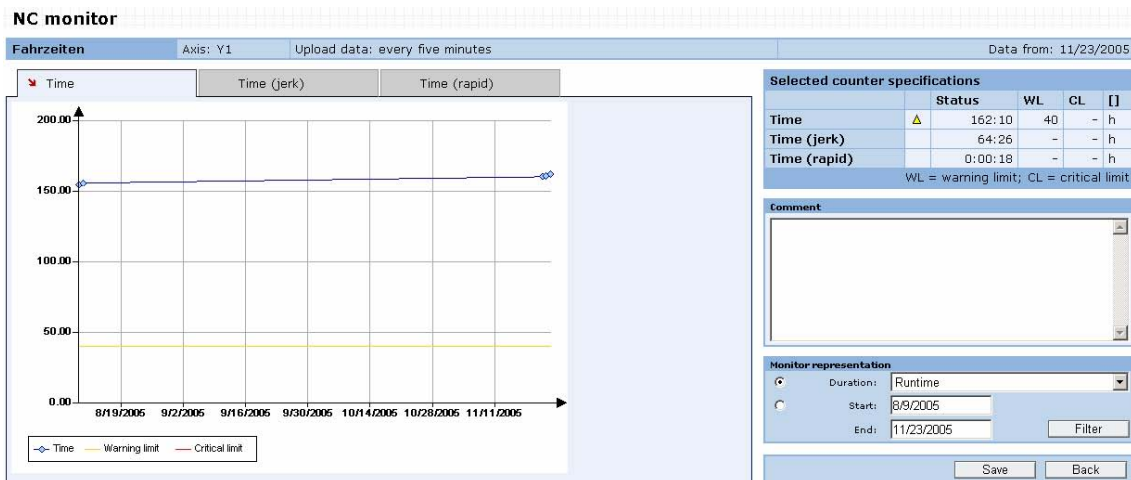 NC monitor
Fahrzeiten Axis: Y1 Upload data: every five minutes Data from: 11/23/2005
Time Time (jerk) Time (rapid)
200.00
150.00
100.00
50.00
0.00
8/19/2005 9/2/2005 9/16/2005 9/30/2005 10/14/2005 10/28/2005 11/11/2005
Time Warning limit Critical limit
Selected counter specifications
Status WL CL []
Time 162:10 40 - h
Time (jerk) 64:26 - - h
Time (rapid) 0:00:18 - - h
WL = warning limit; CL = critical limit
Comment
Monitor representation
Duration: Runtime
Start: 8/9/2005
End: 11/23/2005 Filter
Save Back